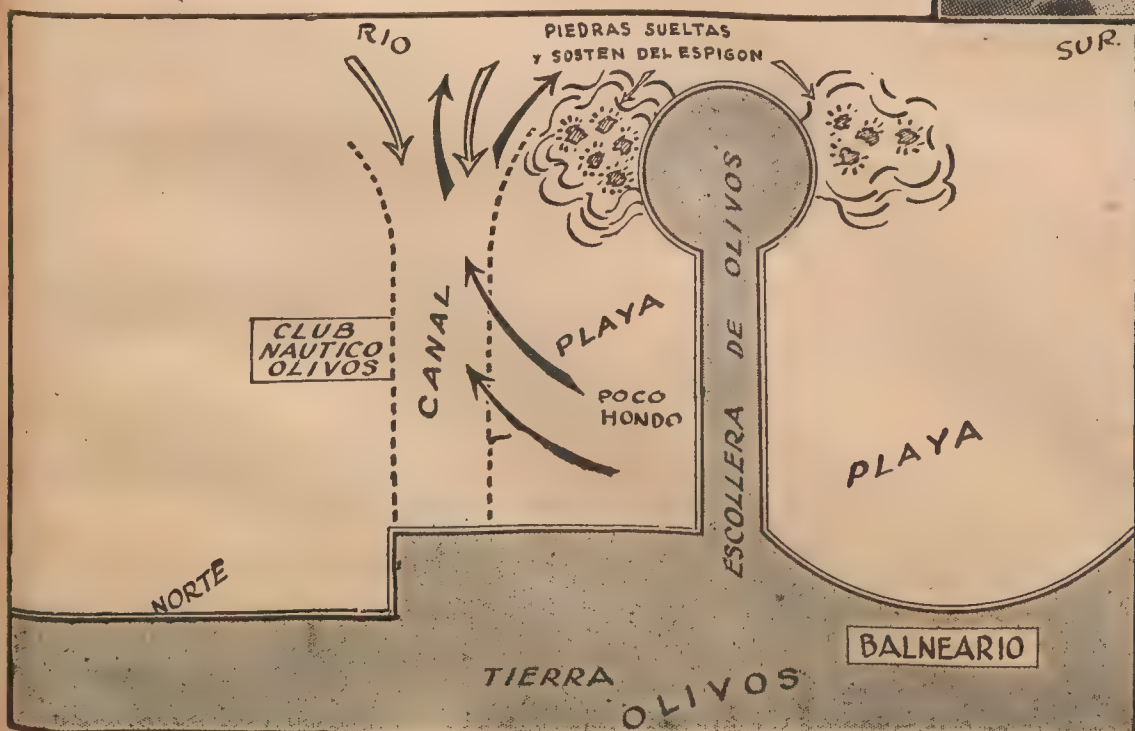 RIO
PIEDRAS SUELTAS
Y SOSTEN DEL ESPIGON
SUR.
CLUB
NAUTICO
OLIVOS
CANAL
PLAYA
POCO
HONDO
ESCOLLERA DE OLIVOS
PLAYA
NORTE
BALNEARIO
TIERRA
OLIVOS